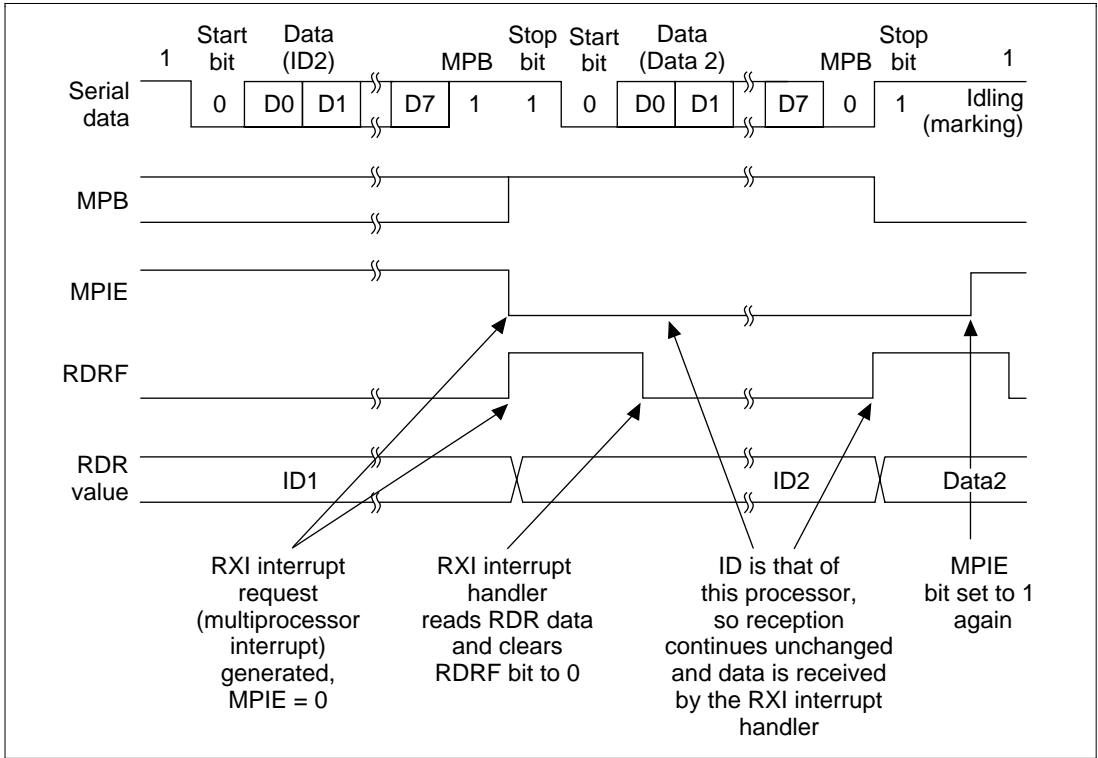 1
Start bit
Data (ID2)
MPB
Stop bit
Start bit
Data (Data 2)
MPB
Stop bit
1
Serial data
0 D0 D1 D7 1 1 0 D0 D1 D7 0 1
Idling (marking)
MPB
MPIE
RDRF
RDR value
ID1
ID2
Data2
RXI interrupt
request
(multiprocessor
interrupt)
generated,
MPIE = 0
RXI interrupt
handler
reads RDR data
and clears
RDRF bit to 0
ID is that of
this processor,
so reception
continues unchanged
and data is received
by the RXI interrupt
handler
MPIE
bit set to 1
again